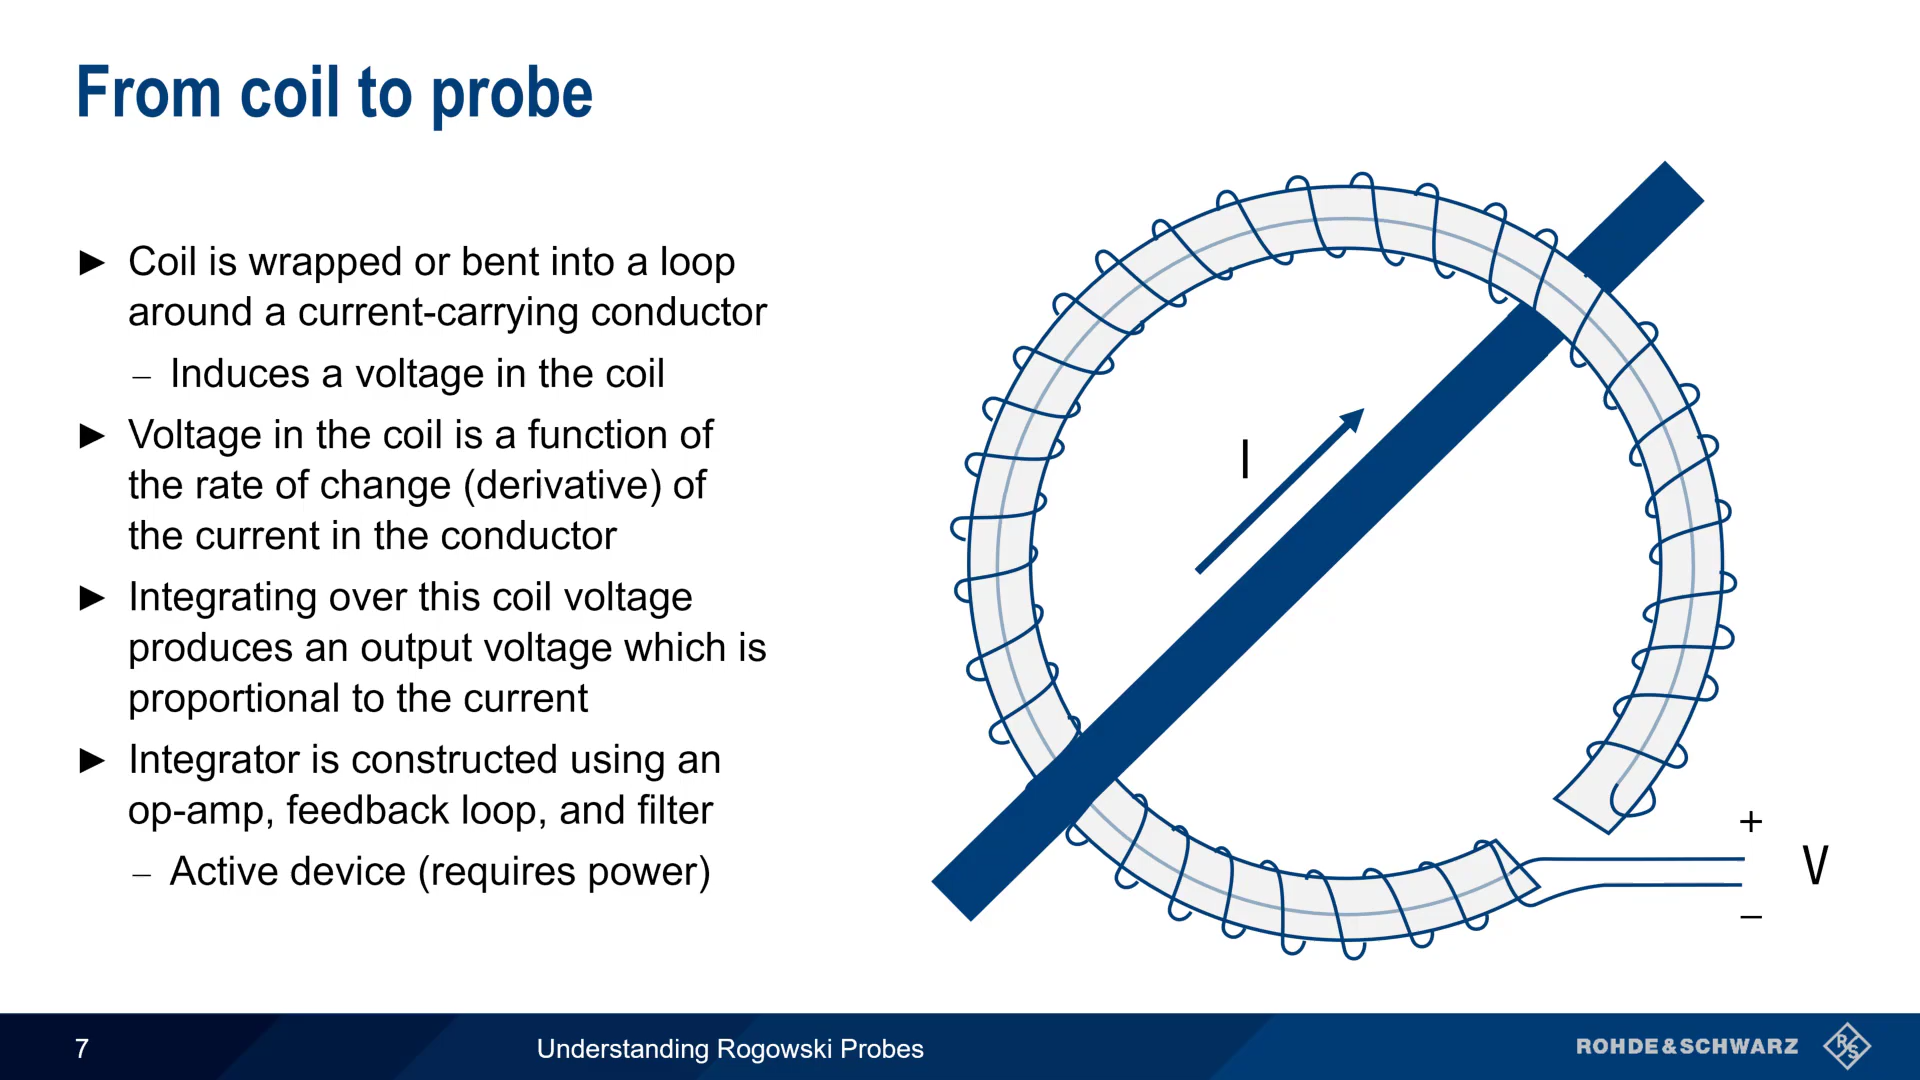 From coil to probe
► Coil is wrapped or bent into a loop
around a current-carrying conductor
– Induces a voltage in the coil
► Voltage in the coil is a function of
the rate of change (derivative) of
the current in the conductor
► Integrating over this coil voltage
produces an output voltage which is
proportional to the current
► Integrator is constructed using an
op-amp, feedback loop, and filter
– Active device (requires power)
I
+
V
–
7
Understanding Rogowski Probes
ROHDE&SCHWARZ
R&S